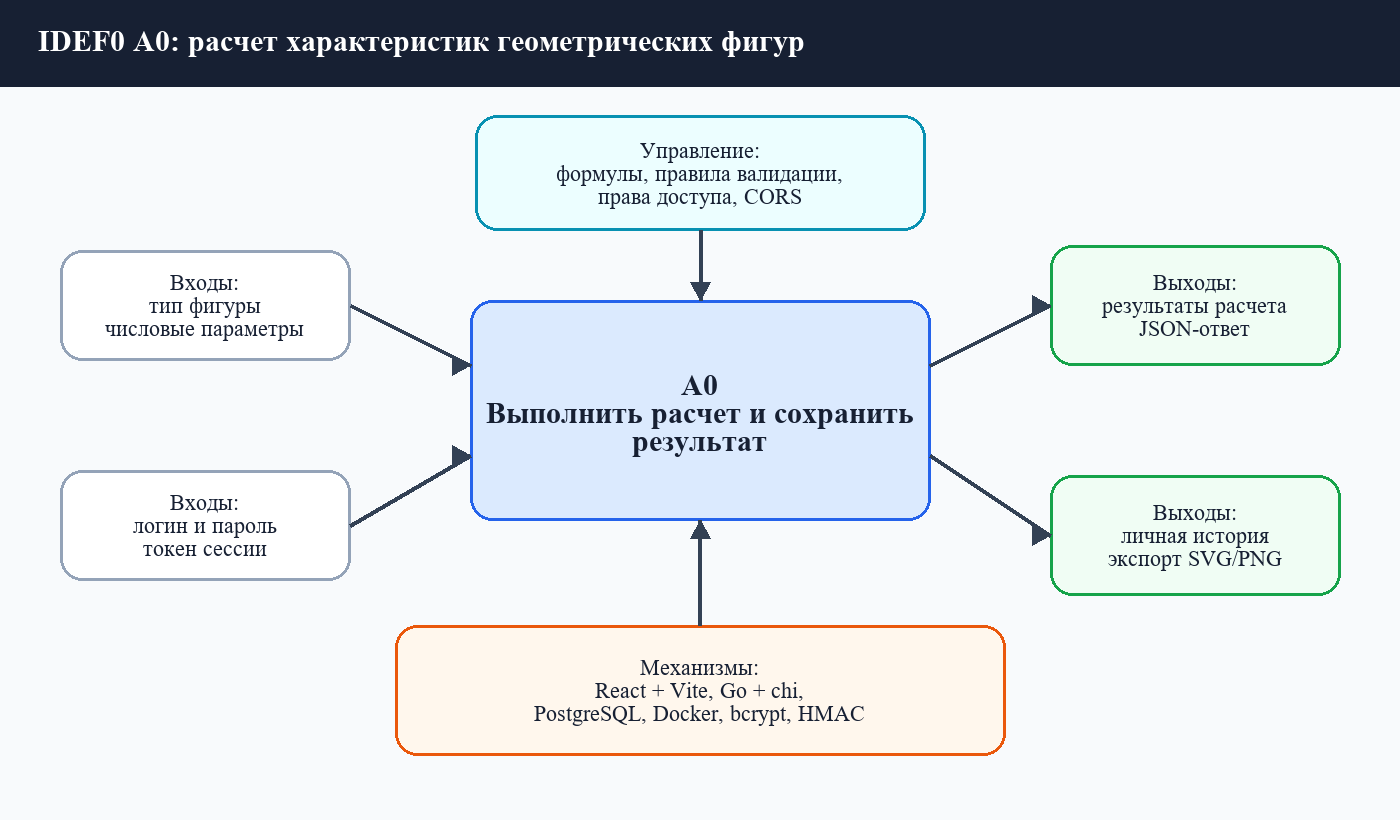 IDEF0 A0: расчет характеристик геометрических фигур
Управление:
формулы, правила валидации,
права доступа, CORS
Входы:
тип фигуры
числовые параметры
Выходы:
результаты расчета
JSON-ответ
A0
Выполнить расчет и сохранить
результат
Входы:
логин и пароль
токен сессии
Выходы:
личная история
экспорт SVG/PNG
Механизмы:
React + Vite, Go + chi,
PostgreSQL, Docker, bcrypt, HMAC